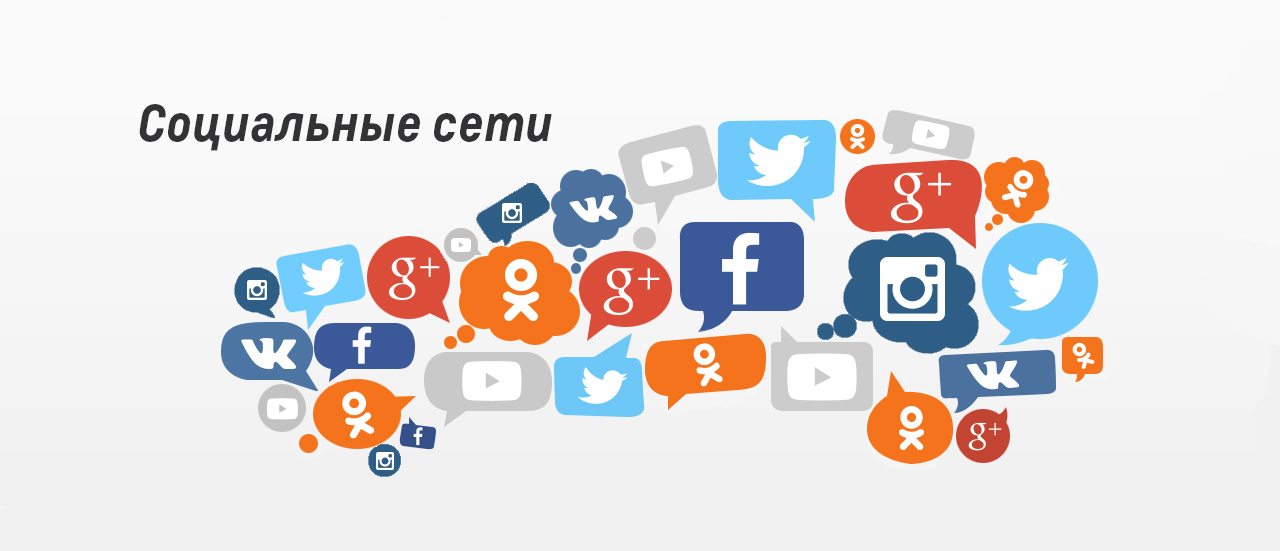 Социальные сети